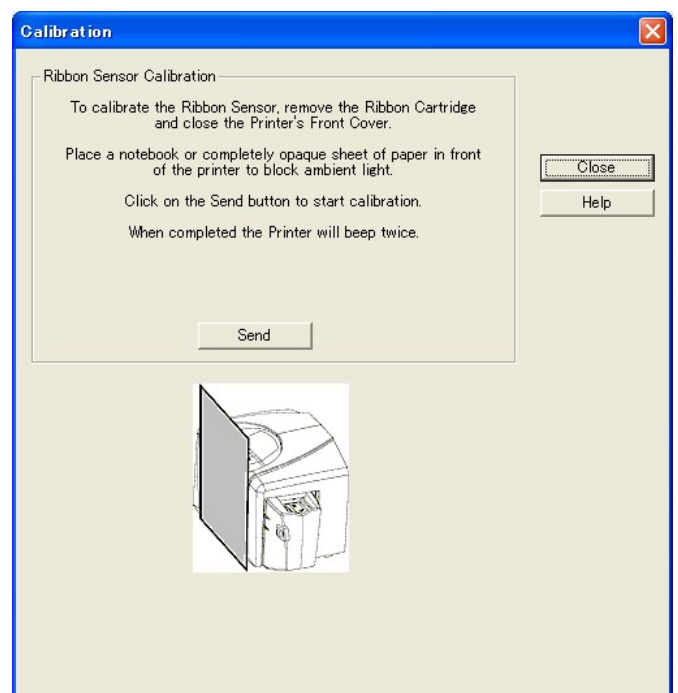 Calibration
Ribbon Sensor Calibration
To calibrate the Ribbon Sensor, remove the Ribbon Cartridge
and close the Printer's Front Cover.
Place a notebook or completely opaque sheet of paper in front
of the printer to block ambient light.
Click on the Send button to start calibration.
When completed the Printer will beep twice.
Send
Close
Help